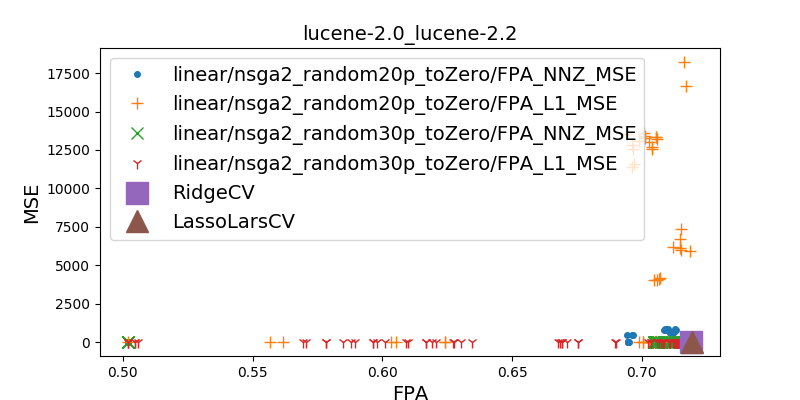 lucene-2.0_lucene-2.2
linear/nsga2_random20p_toZero/FPA_NNZ_MSE
linear/nsga2_random20p_toZero/FPA_L1_MSE
linear/nsga2_random30p_toZero/FPA_NNZ_MSE
linear/nsga2_random30p_toZero/FPA_L1_MSE
RidgeCV
LassoLarsCV
MSE
17500
15000
12500
10000
7500
5000
2500
0
0.50 0.55 0.60 0.65 0.70
FPA